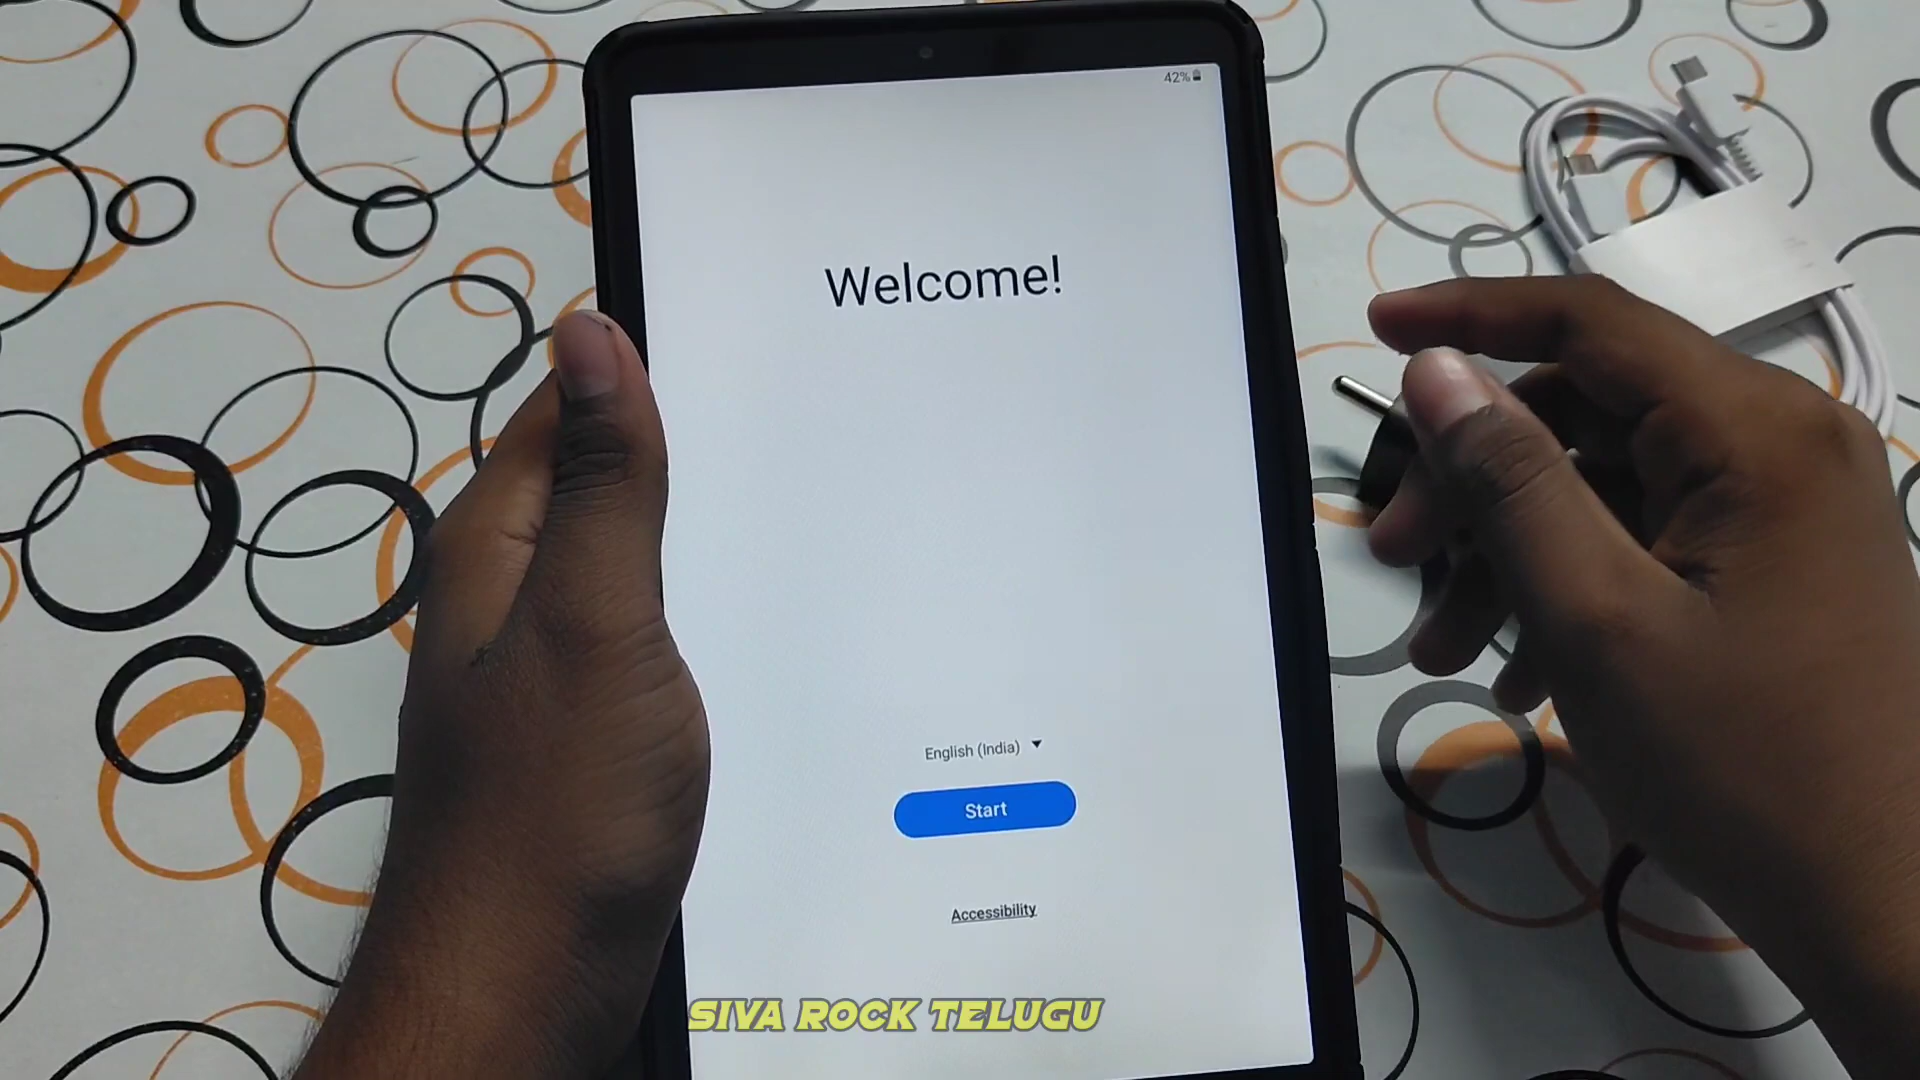 42%
Welcome!
English (India)
Start
Accessibility
SIVA ROCK TELUGU